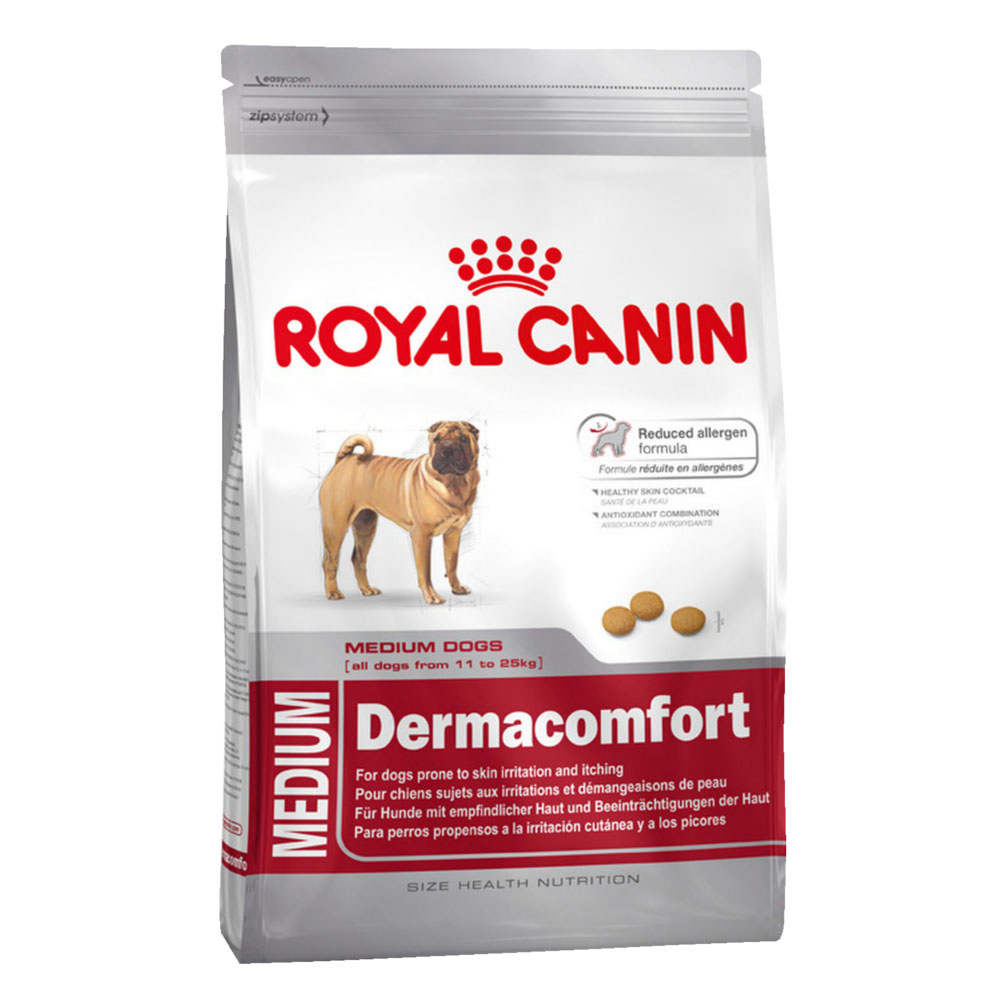 easyopen
zipsystem
ROYAL CANIN
Reduced allergen
formula
Formule réduite en allergènes
HEALTHY SKIN COCKTAIL
SANTÉ DE LA PEAU
ANTIOXIDANT COMBINATION
ASSOCIATION D'ANTIOXYDANTS
MEDIUM DOGS
[all dogs from 11 to 25kg]
MEDIUM
Dermacomfort
For dogs prone to skin irritation and itching
Pour chiens sujets aux irritations et démangeaisons de peau
Für Hunde mit empfindlicher Haut und Beeinträchtigungen der Haut
Para perros propensos a la irritación cutánea y a los picores
SIZE HEALTH NUTRITION